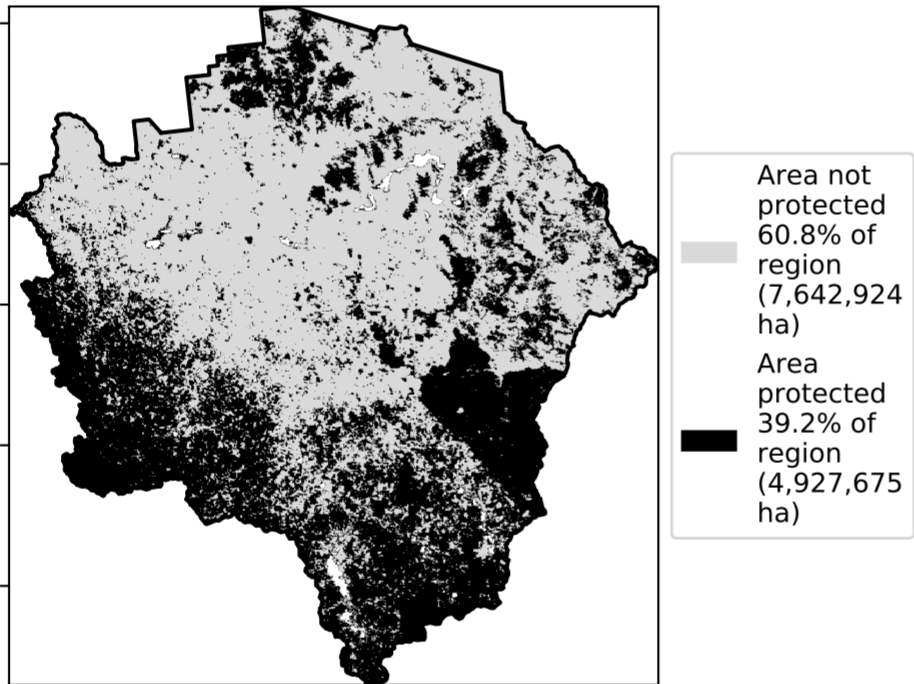 Area not
protected
60.8% of
region
(7,642,924
ha)
Area
protected
39.2% of
region
(4,927,675
ha)